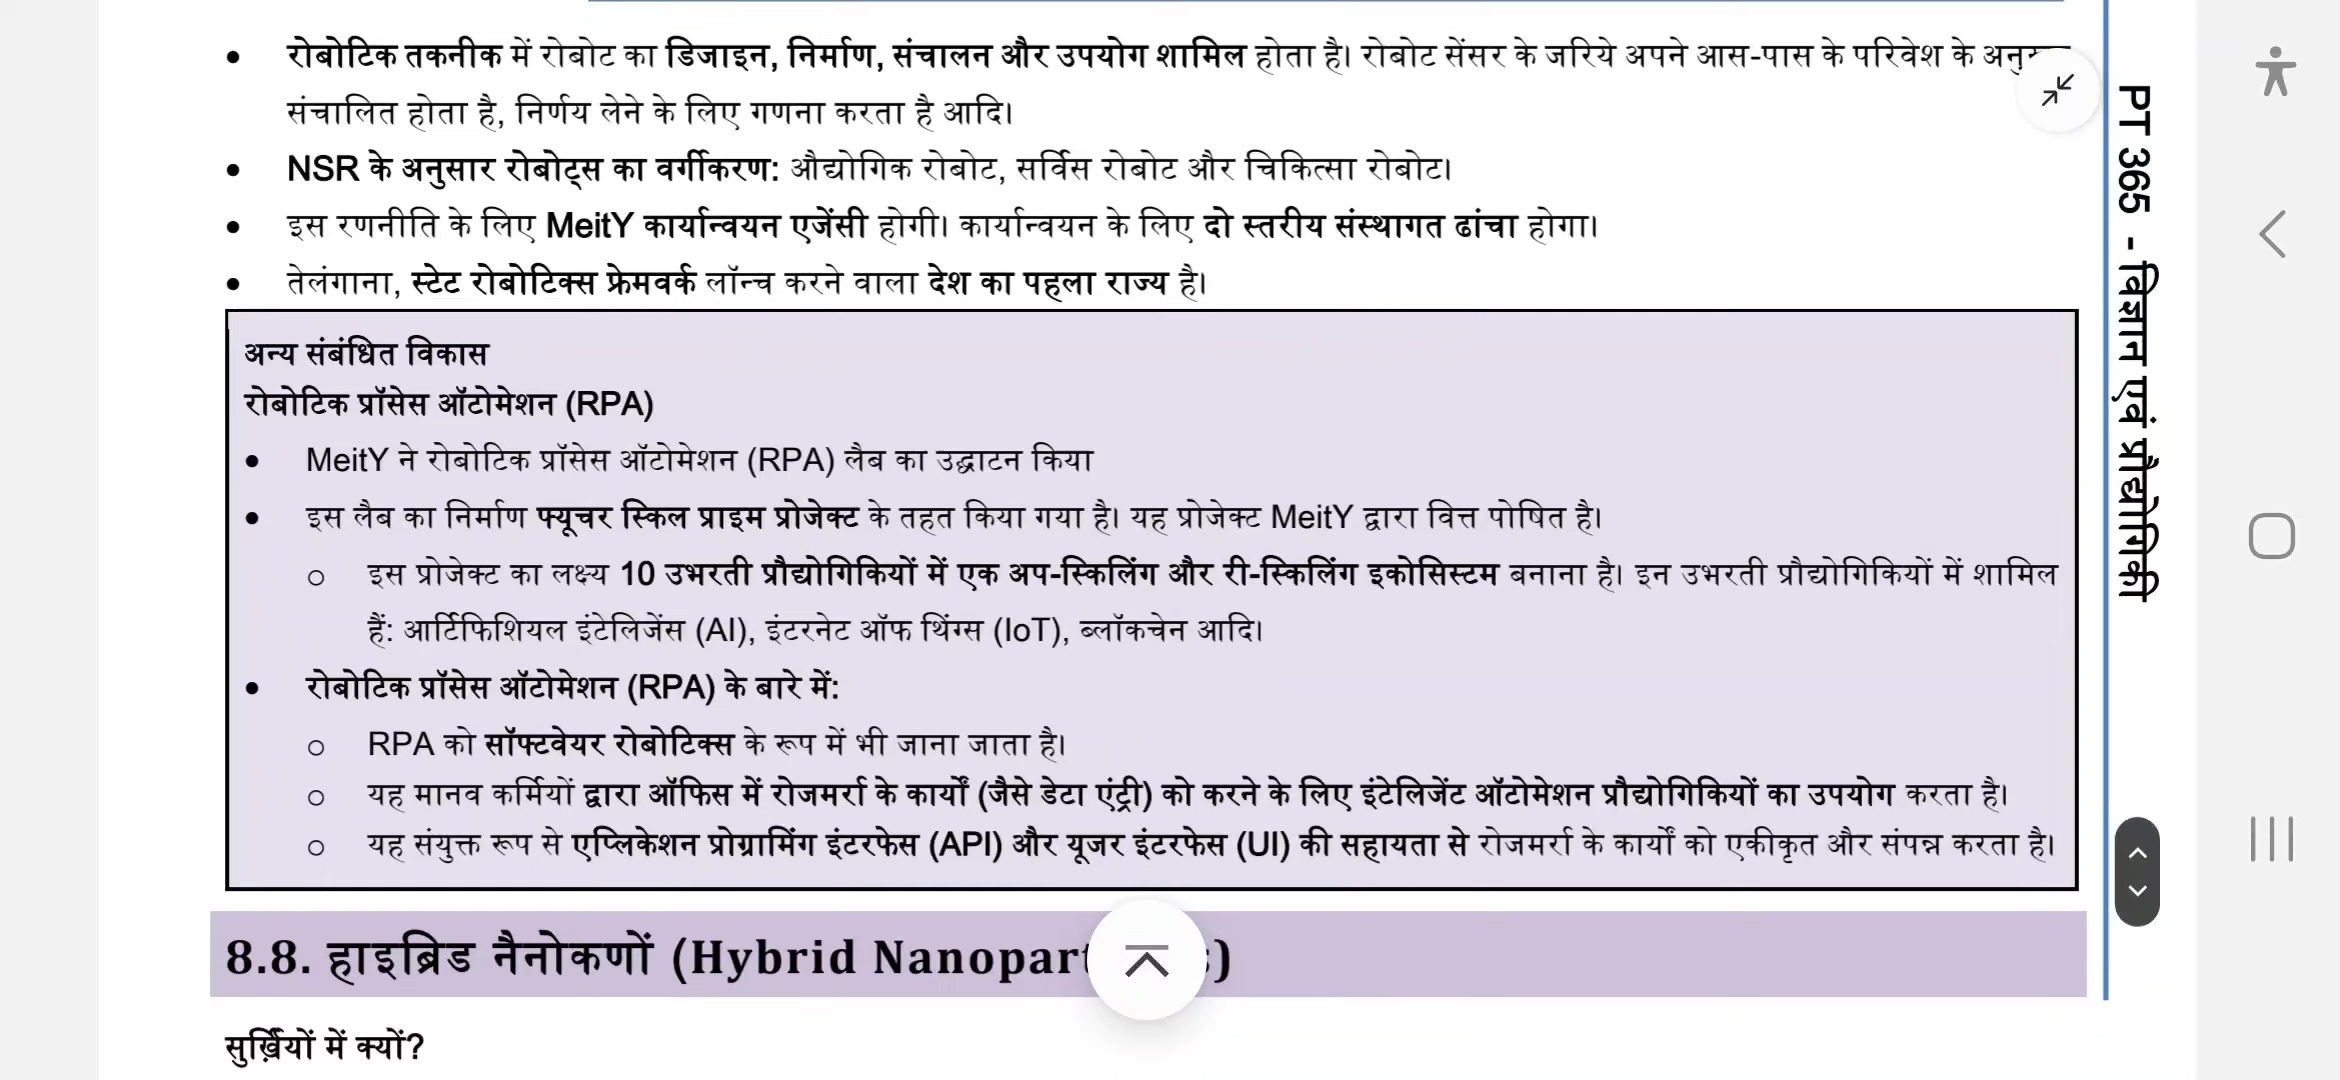 • रोबोटिक तकनीक में रोबोट का डिजाइन, निर्माण, संचालन और उपयोग शामिल होता है। रोबोट सेंसर के जरिये अपने आस-पास के परिवेश के
संचालित होता है, निर्णय लेने के लिए गणना करता है आदि।
• NSR के अनुसार रोबोट्स का वर्गीकरण: औद्योगिक रोबोट, सर्विस रोबोट और चिकित्सा रोबोट।
• इस रणनीति के लिए MeitY कार्यान्वयन एजेंसी होगी। कार्यान्वयन के लिए दो स्तरीय संस्थागत ढांचा होगा।
• तेलंगाना, स्टेट रोबोटिक्स फ्रेमवर्क लॉन्च करने वाला देश का पहला राज्य है।
अन्य संबंधित विकास
रोबोटिक प्रॉसेस ऑटोमेशन (RPA)
• MeitY ने रोबोटिक प्रॉसेस ऑटोमेशन (RPA) लैब का उद्घाटन किया
• इस लैब का निर्माण फ्यूचर स्किल प्राइम प्रोजेक्ट के तहत किया गया है। यह प्रोजेक्ट MeitY द्वारा वित्त पोषित है।
○ इस प्रोजेक्ट का लक्ष्य 10 उभरती प्रौद्योगिकियों में एक अप-स्किलिंग और री-स्किलिंग इकोसिस्टम बनाना है। इन उभरती प्रौद्योगिकियों में शामिल
हैं: आर्टिफिशियल इंटेलिजेंस (AI), इंटरनेट ऑफ थिंग्स (IoT), ब्लॉकचेन आदि।
• रोबोटिक प्रॉसेस ऑटोमेशन (RPA) के बारे में:
○ RPA को सॉफ्टवेयर रोबोटिक्स के रूप में भी जाना जाता है।
○ यह मानव कर्मियों द्वारा ऑफिस में रोजमर्रा के कार्यों (जैसे डेटा एंट्री) को करने के लिए इंटेलिजेंट ऑटोमेशन प्रौद्योगिकियों का उपयोग करता है।
○ यह संयुक्त रूप से एप्लिकेशन प्रोग्रामिंग इंटरफेस (API) और यूजर इंटरफेस (UI) की सहायता से रोजमर्रा के कार्यों को एकीकृत और संपन्न करता है।
8.8. हाइब्रिड नैनोकणों (Hybrid
सुर्ख़ियों में क्यों?
PT 365 - विज्ञान एवं प्रौद्योगिकी